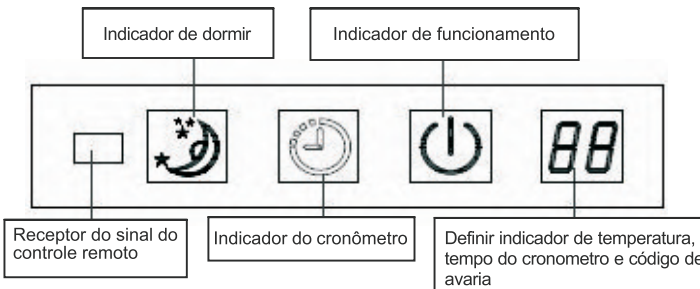 Indicador de dormir
Indicador de funcionamento
88
Receptor do sinal do
controle remoto
Indicador do cronômetro
Definir indicador de temperatura,
tempo do cronometro e código de
avaria